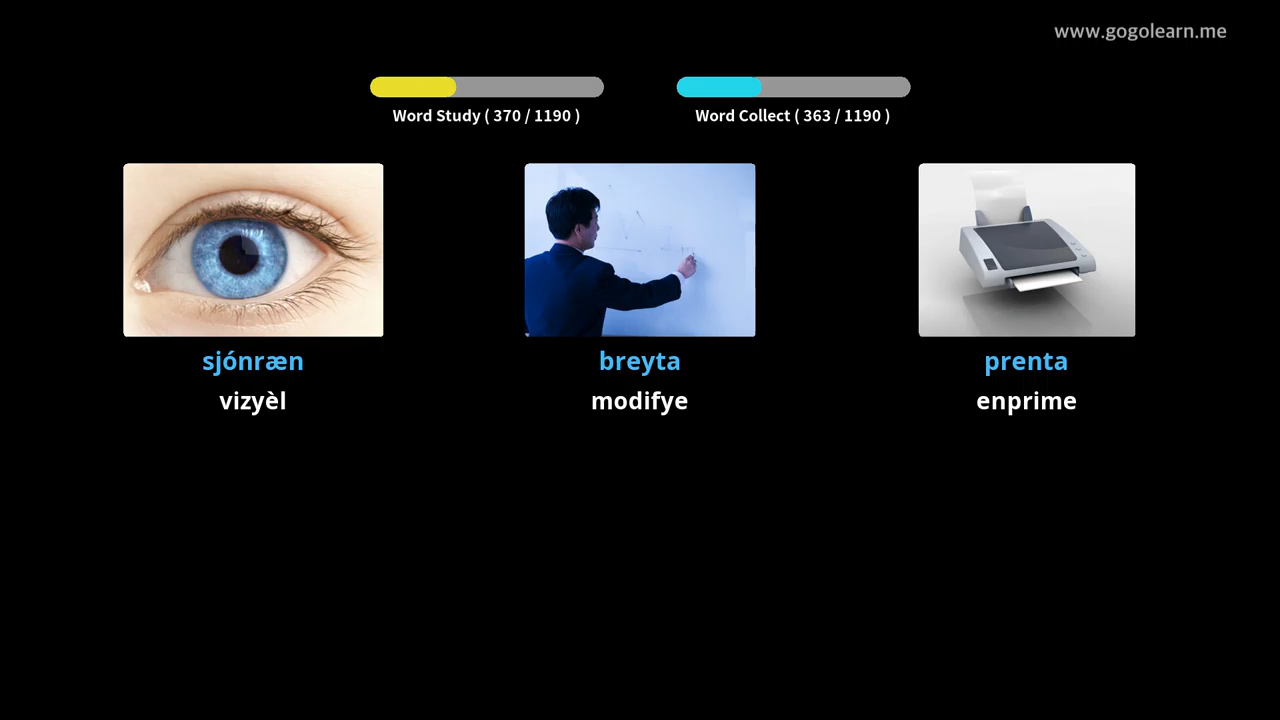 www.gogolearn.me
Word Study ( 370 / 1190 )
Word Collect ( 363 / 1190 )
sjónræn
vizyèl
breyta
modifye
prenta
enprime